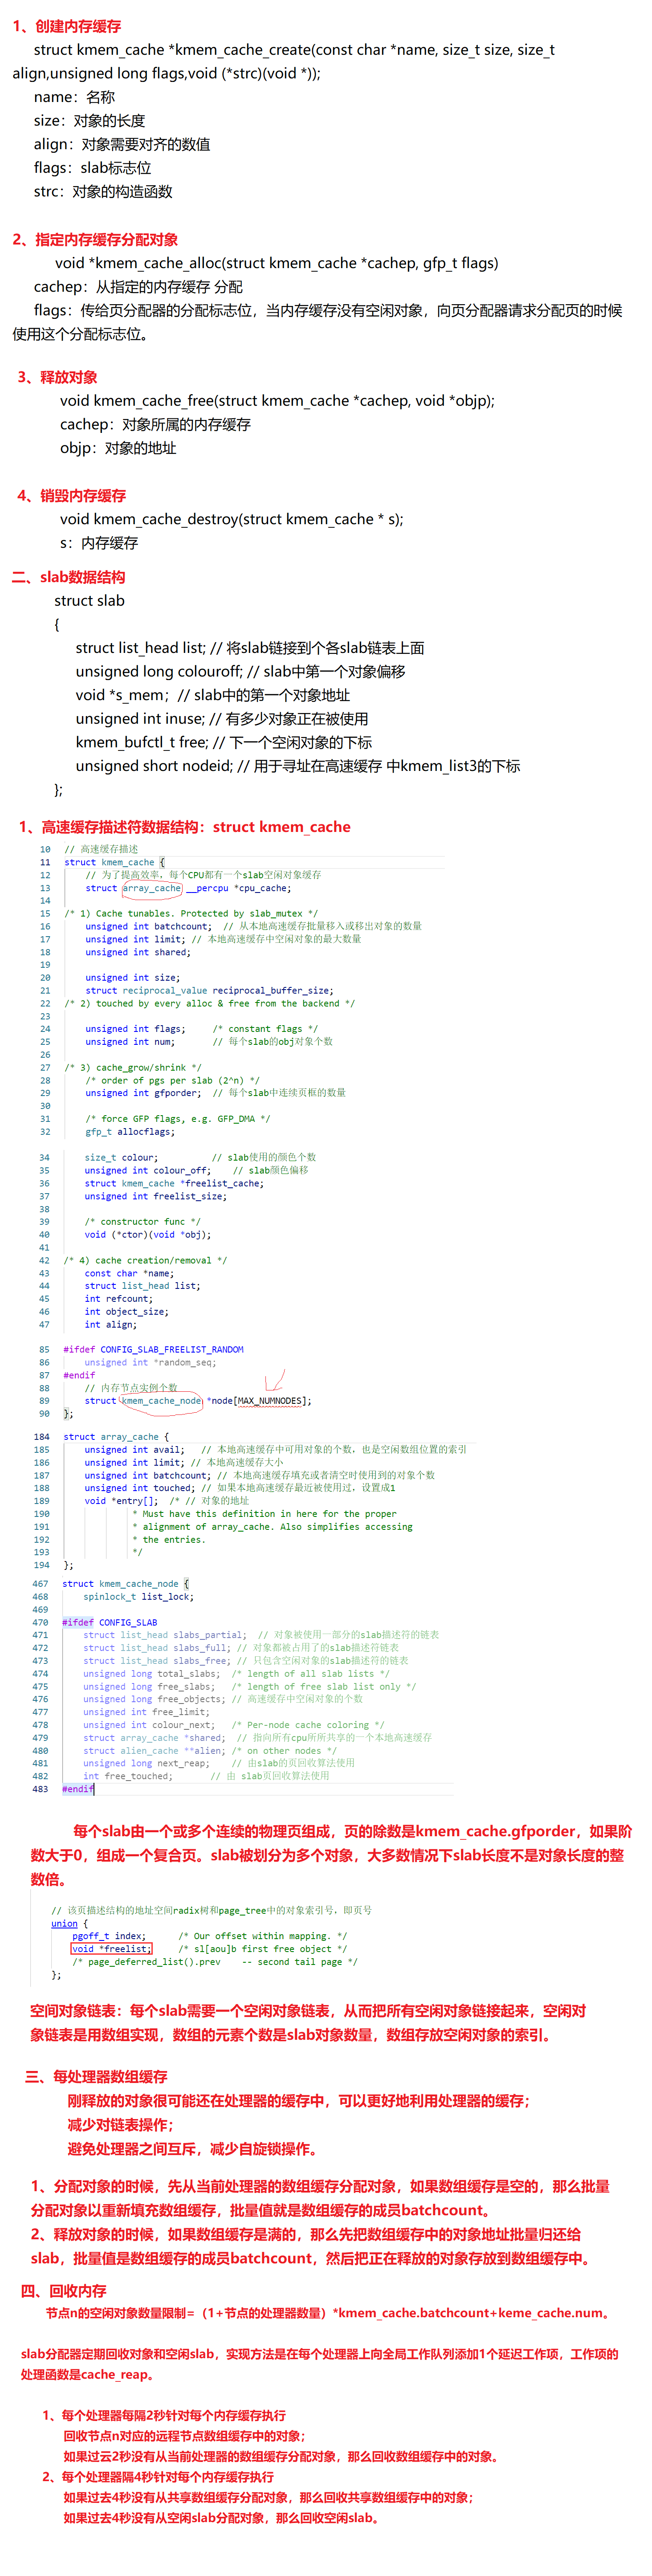 1、创建内存缓存
struct kmem_cache *kmem_cache_create(const char *name, size_t size, size_t
align,unsigned long flags,void (*strc)(void *));
name：名称
size：对象的长度
align：对象需要对齐的数值
flags：slab标志位
strc：对象的构造函数
2、指定内存缓存分配对象
void *kmem_cache_alloc(struct kmem_cache *cachep, gfp_t flags)
cachep：从指定的内存缓存 分配
flags：传给页分配器的分配标志位，当内存缓存没有空闲对象，向页分配器请求分配页的时候
使用这个分配标志位。
3、释放对象
void kmem_cache_free(struct kmem_cache *cachep, void *objp);
cachep：对象所属的内存缓存
objp：对象的地址
4、销毁内存缓存
void kmem_cache_destroy(struct kmem_cache * s);
s：内存缓存
二、slab数据结构
struct slab
{
struct list_head list; // 将slab链接到个各slab链表上面
unsigned long colouroff; // slab中第一个对象偏移
void *s_mem；// slab中的第一个对象地址
unsigned int inuse; // 有多少对象正在被使用
kmem_bufctl_t free; // 下一个空闲对象的下标
unsigned short nodeid; // 用于寻址在高速缓存 中kmem_list3的下标
};
1、高速缓存描述符数据结构：struct kmem_cache
10 // 高速缓存描述
11 struct kmem_cache {
12 // 为了提高效率，每个CPU都有一个slab空闲对象缓存
13 struct array_cache __percpu *cpu_cache;
14
15 /* 1) Cache tunables. Protected by slab_mutex */
16 unsigned int batchcount; // 从本地高速缓存批量移入或移出对象的数量
17 unsigned int limit; // 本地高速缓存中空闲对象的最大数量
18 unsigned int shared;
19
20 unsigned int size;
21 struct reciprocal_value reciprocal_buffer_size;
22 /* 2) touched by every alloc & free from the backend */
23
24 unsigned int flags; /* constant flags */
25 unsigned int num; // 每个slab的obj对象个数
26
27 /* 3) cache_grow/shrink */
28 /* order of pgs per slab (2^n) */
29 unsigned int gfporder; // 每个slab中连续页框的数量
30
31 /* force GFP flags, e.g. GFP_DMA */
32 gfp_t allocflags;
34 size_t colour; // slab使用的颜色个数
35 unsigned int colour_off; // slab颜色偏移
36 struct kmem_cache *freelist_cache;
37 unsigned int freelist_size;
38
39 /* constructor func */
40 void (*ctor)(void *obj);
41
42 /* 4) cache creation/removal */
43 const char *name;
44 struct list_head list;
45 int refcount;
46 int object_size;
47 int align;
85 #ifdef CONFIG_SLAB_FREELIST_RANDOM
86 unsigned int *random_seq;
87 #endif
88 // 内存节点实例个数
89 struct kmem_cache_node *node[MAX_NUMNODES];
90 };
184 struct array_cache {
185 unsigned int avail; // 本地高速缓存中可用对象的个数，也是空闲数组位置的索引
186 unsigned int limit; // 本地高速缓存大小
187 unsigned int batchcount; // 本地高速缓存填充或者清空时使用到的对象个数
188 unsigned int touched; // 如果本地高速缓存最近被使用过，设置成1
189 void *entry[]; /* // 对象的地址
190 * Must have this definition in here for the proper
191 * alignment of array_cache. Also simplifies accessing
192 * the entries.
193 */
194 };
467 struct kmem_cache_node {
468 spinlock_t list_lock;
469
470 #ifdef CONFIG_SLAB
471 struct list_head slabs_partial; // 对象被使用一部分的slab描述符的链表
472 struct list_head slabs_full; // 对象都被占用了的slab描述符链表
473 struct list_head slabs_free; // 只包含空闲对象的slab描述符的链表
474 unsigned long total_slabs; /* length of all slab lists */
475 unsigned long free_slabs; /* length of free slab list only */
476 unsigned long free_objects; // 高速缓存中空闲对象的个数
477 unsigned int free_limit;
478 unsigned int colour_next; /* Per-node cache coloring */
479 struct array_cache *shared; // 指向所有cpu所所共享的一个本地高速缓存
480 struct alien_cache **alien; /* on other nodes */
481 unsigned long next_reap; // 由slab的页回收算法使用
482 int free_touched; // 由 slab页回收算法使用
483 #endif
每个slab由一个或多个连续的物理页组成，页的除数是kmem_cache.gfporder，如果阶
数大于0，组成一个复合页。slab被划分为多个对象，大多数情况下slab长度不是对象长度的整
数倍。
// 该页描述结构的地址空间radix树和page_tree中的对象索引号，即页号
union {
pgoff_t index; /* Our offset within mapping. */
void *freelist; /* sl[aou]b first free object */
/* page_deferred_list().prev -- second tail page */
};
空间对象链表：每个slab需要一个空闲对象链表，从而把所有空闲对象链接起来，空闲对
象链表是用数组实现，数组的元素个数是slab对象数量，数组存放空闲对象的索引。
三、每处理器数组缓存
刚释放的对象很可能还在处理器的缓存中，可以更好地利用处理器的缓存；
减少对链表操作；
避免处理器之间互斥，减少自旋锁操作。
1、分配对象的时候，先从当前处理器的数组缓存分配对象，如果数组缓存是空的，那么批量
分配对象以重新填充数组缓存，批量值就是数组缓存的成员batchcount。
2、释放对象的时候，如果数组缓存是满的，那么先把数组缓存中的对象地址批量归还给
slab，批量值是数组缓存的成员batchcount，然后把正在释放的对象存放到数组缓存中。
四、回收内存
节点n的空闲对象数量限制=（1+节点的处理器数量）*kmem_cache.batchcount+keme_cache.num。
slab分配器定期回收对象和空闲slab，实现方法是在每个处理器上向全局工作队列添加1个延迟工作项，工作项的
处理函数是cache_reap。
1、每个处理器每隔2秒针对每个内存缓存执行
回收节点n对应的远程节点数组缓存中的对象；
如果过云2秒没有从当前处理器的数组缓存分配对象，那么回收数组缓存中的对象。
2、每个处理器隔4秒针对每个内存缓存执行
如果过去4秒没有从共享数组缓存分配对象，那么回收共享数组缓存中的对象；
如果过去4秒没有从空闲slab分配对象，那么回收空闲slab。